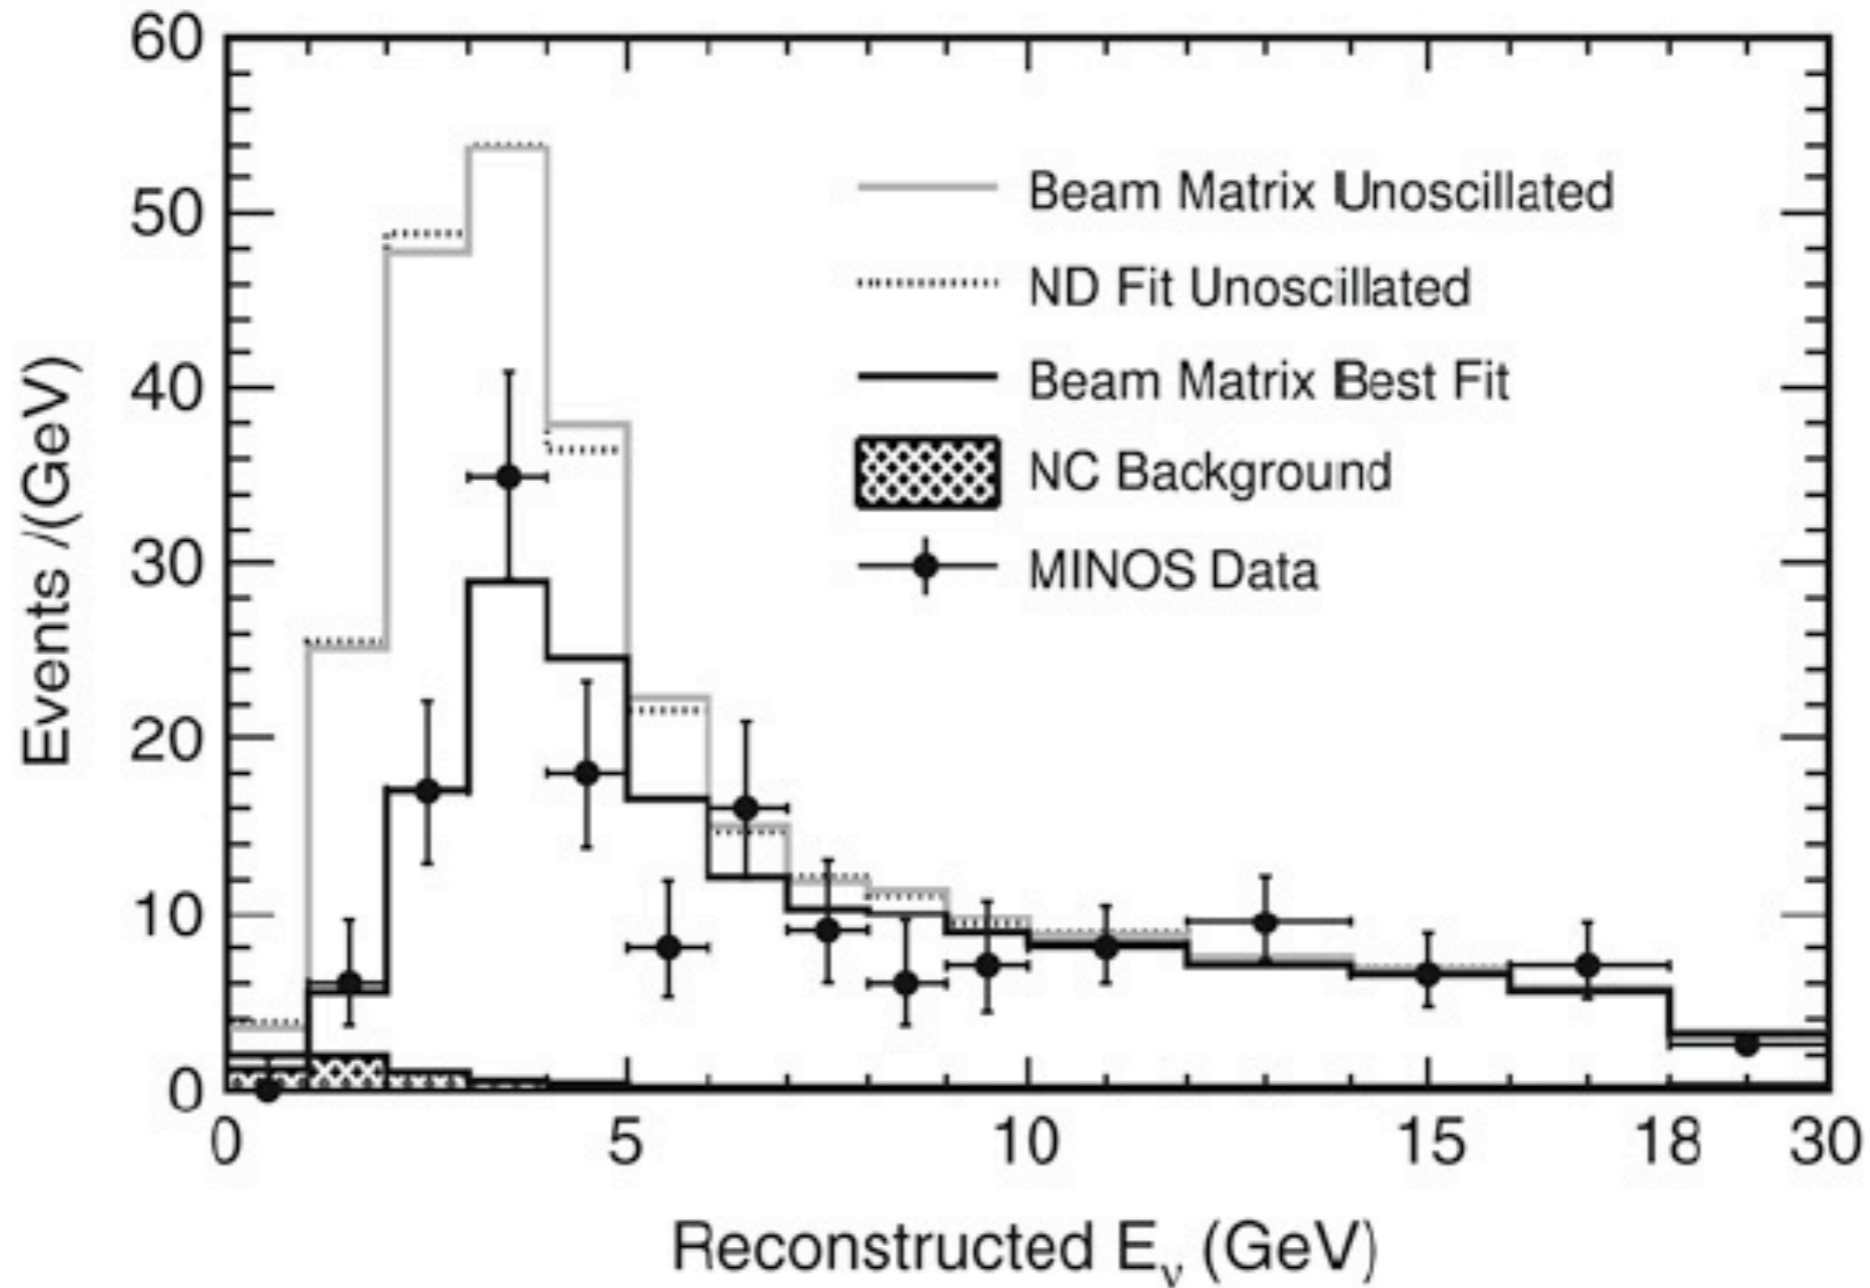 60
50
40
30
20
10
0
Events /(GeV)
Beam Matrix Unoscillated
ND Fit Unoscillated
Beam Matrix Best Fit
NC Background
MINOS Data
0 5 10 15 18 30
Reconstructed Eᵥ (GeV)